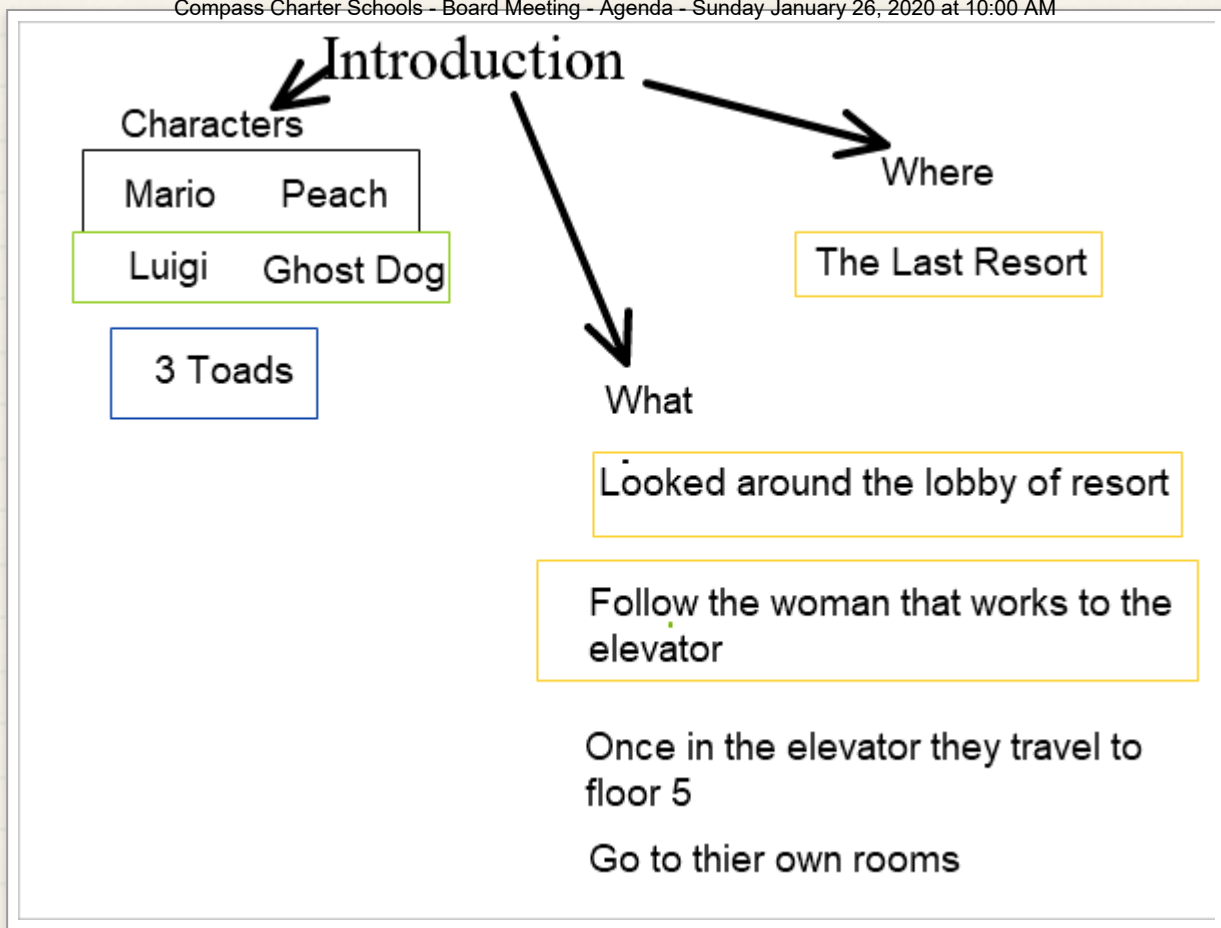 Compass Charter Schools - Board Meeting - Agenda - Sunday January 26, 2020 at 10:00 AM
Introduction
Characters
Mario Peach
Luigi Ghost Dog
3 Toads
Where
The Last Resort
What
Looked around the lobby of resort
Follow the woman that works to the
elevator
Once in the elevator they travel to
floor 5
Go to thier own rooms